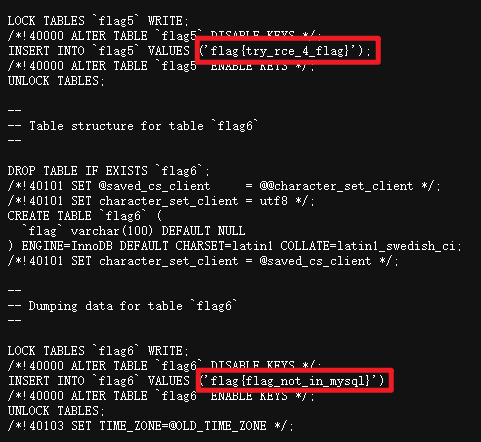 LOCK TABLES `flag5` WRITE;
/*!40000 ALTER TABLE `flag5` DISABLE KEYS */;
INSERT INTO `flag5` VALUES ('flag{try_rce_4_flag}');
/*!40000 ALTER TABLE `flag5` ENABLE KEYS */;
UNLOCK TABLES;
--
-- Table structure for table `flag6`
--
DROP TABLE IF EXISTS `flag6`;
/*!40101 SET @saved_cs_client     = @@character_set_client */;
/*!40101 SET character_set_client = utf8 */;
CREATE TABLE `flag6` (
  `flag` varchar(100) DEFAULT NULL
) ENGINE=InnoDB DEFAULT CHARSET=latin1 COLLATE=latin1_swedish_ci;
/*!40101 SET character_set_client = @saved_cs_client */;
--
-- Dumping data for table `flag6`
--
LOCK TABLES `flag6` WRITE;
/*!40000 ALTER TABLE `flag6` DISABLE KEYS */;
INSERT INTO `flag6` VALUES ('flag{flag_not_in_mysql}')
/*!40000 ALTER TABLE `flag6` ENABLE KEYS */;
UNLOCK TABLES;
/*!40103 SET TIME_ZONE=@OLD_TIME_ZONE */;